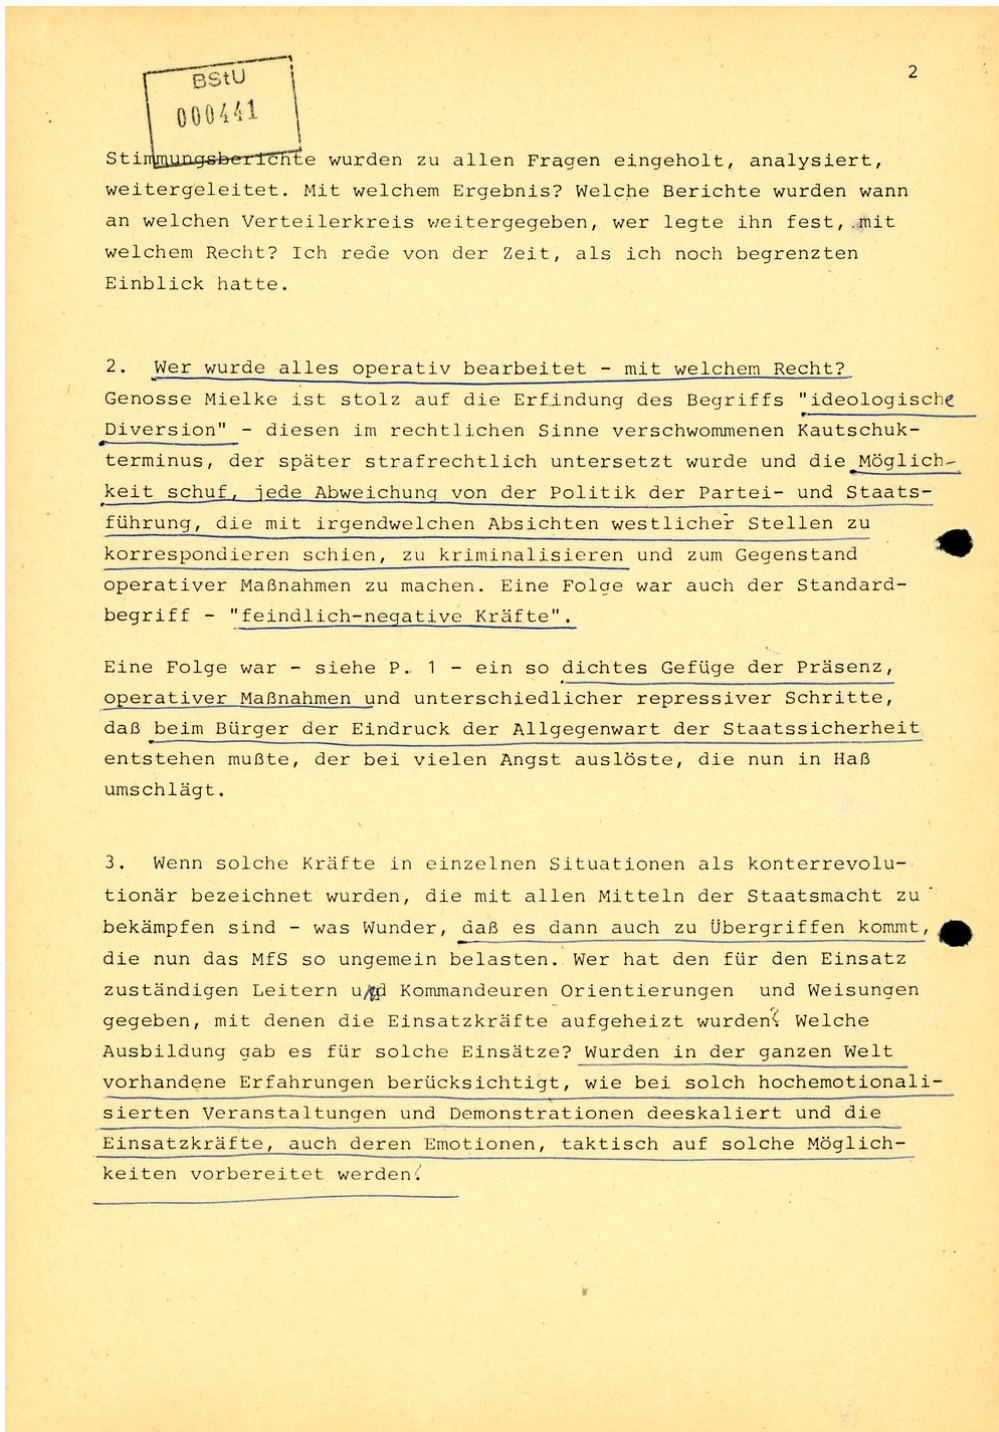 2
BStU
000441
Stimmungsberichte wurden zu allen Fragen eingeholt, analysiert,
weitergeleitet. Mit welchem Ergebnis? Welche Berichte wurden wann
an welchen Verteilerkreis weitergegeben, wer legte ihn fest, mit
welchem Recht? Ich rede von der Zeit, als ich noch begrenzten
Einblick hatte.
2. Wer wurde alles operativ bearbeitet - mit welchem Recht?
Genosse Mielke ist stolz auf die Erfindung des Begriffs "ideologische
Diversion" - diesen im rechtlichen Sinne verschwommenen Kautschuk-
terminus, der später strafrechtlich untersetzt wurde und die Möglich-
keit schuf, jede Abweichung von der Politik der Partei- und Staats-
führung, die mit irgendwelchen Absichten westlicher Stellen zu
korrespondieren schien, zu kriminalisieren und zum Gegenstand
operativer Maßnahmen zu machen. Eine Folge war auch der Standard-
begriff - "feindlich-negative Kräfte".
Eine Folge war - siehe P. 1 - ein so dichtes Gefüge der Präsenz,
operativer Maßnahmen und unterschiedlicher repressiver Schritte,
daß beim Bürger der Eindruck der Allgegenwart der Staatssicherheit
entstehen mußte, der bei vielen Angst auslöste, die nun in Haß
umschlägt.
3. Wenn solche Kräfte in einzelnen Situationen als konterrevolu-
tionär bezeichnet wurden, die mit allen Mitteln der Staatsmacht zu
bekämpfen sind - was Wunder, daß es dann auch zu Übergriffen kommt,
die nun das MfS so ungemein belasten. Wer hat den für den Einsatz
zuständigen Leitern und Kommandeuren Orientierungen und Weisungen
gegeben, mit denen die Einsatzkräfte aufgeheizt wurden? Welche
Ausbildung gab es für solche Einsätze? Wurden in der ganzen Welt
vorhandene Erfahrungen berücksichtigt, wie bei solch hochemotionali-
sierten Veranstaltungen und Demonstrationen deeskaliert und die
Einsatzkräfte, auch deren Emotionen, taktisch auf solche Möglich-
keiten vorbereitet werden?